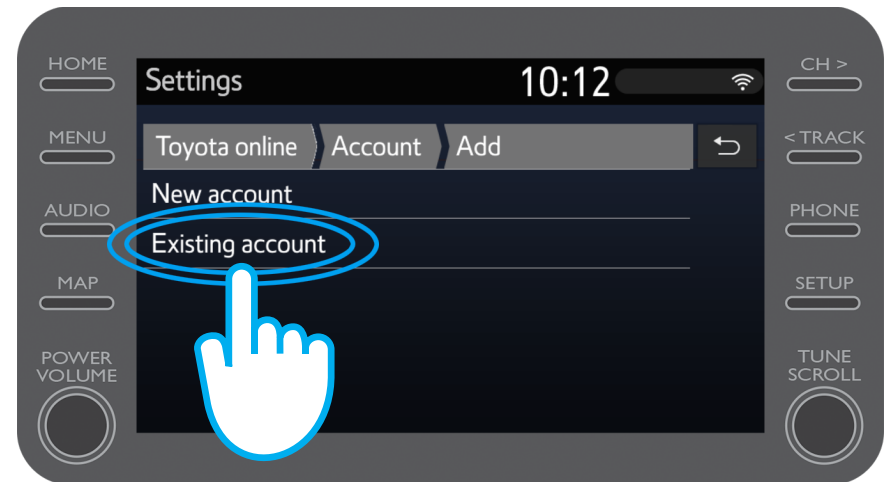 HOME
MENU
AUDIO
MAP
POWER
VOLUME
Settings
10:12
Toyota online
Account
Add
New account
Existing account
CH >
< TRACK
PHONE
SETUP
TUNE
SCROLL